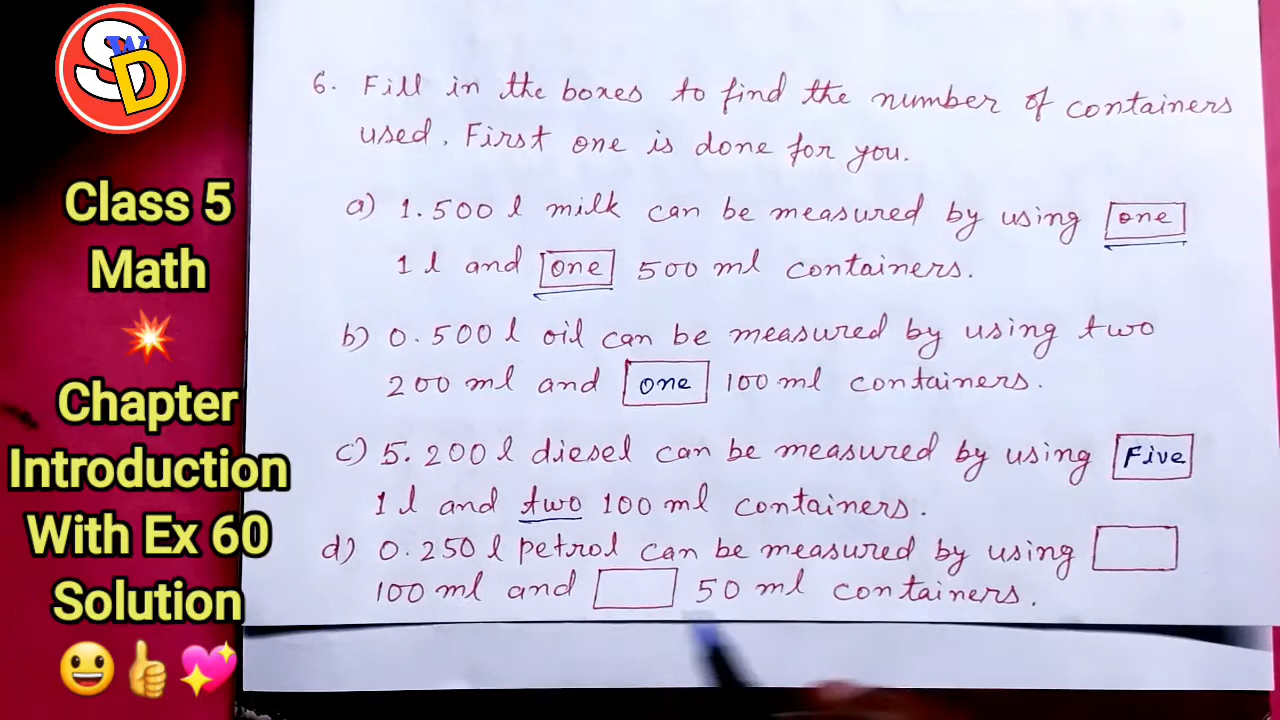 SWD
Class 5
Math
Chapter
Introduction
With Ex 60
Solution
6. Fill in the boxes to find the number of containers
used. First one is done for you.
a) 1.500 l milk can be measured by using one
1 l and one 500 ml containers.
b) 0.500 l oil can be measured by using two
200 ml and one 100 ml containers.
c) 5.200 l diesel can be measured by using Five
1 l and two 100 ml containers.
d) 0.250 l petrol can be measured by using
100 ml and 50 ml containers.